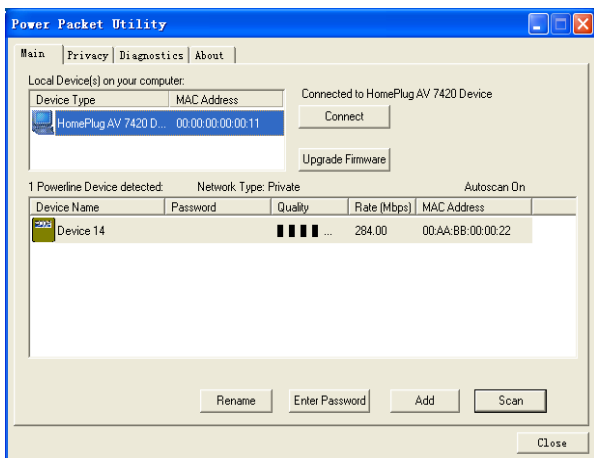 Power Packet Utility
Main Privacy Diagnostics About
Local Device(s) on your computer:
Device Type MAC Address
HomePlug AV 7420 D... 00:00:00:00:00:11
Connected to HomePlug AV 7420 Device
Connect
Upgrade Firmware
1 Powerline Device detected: Network Type: Private Autoscan On
Device Name Password Quality Rate (Mbps) MAC Address
Device 14 ... 284.00 00:AA:BB:00:00:22
Rename Enter Password Add Scan
Close